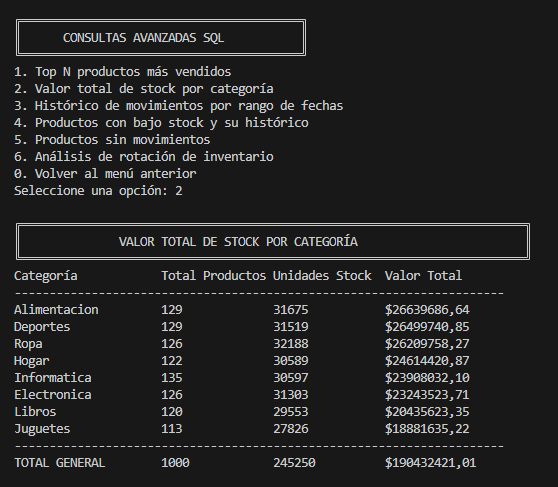 CONSULTAS AVANZADAS SQL
1. Top N productos más vendidos
2. Valor total de stock por categoría
3. Histórico de movimientos por rango de fechas
4. Productos con bajo stock y su histórico
5. Productos sin movimientos
6. Análisis de rotación de inventario
0. Volver al menú anterior
Seleccione una opción: 2
VALOR TOTAL DE STOCK POR CATEGORÍA
Categoría Total Productos Unidades Stock Valor Total
----------------------------------------------------------------------
Alimentacion 129 31675 $26639686,64
Deportes 129 31519 $26499740,85
Ropa 126 32188 $26209758,27
Hogar 122 30589 $24614420,87
Informatica 135 30597 $23908032,10
Electronica 126 31303 $23243523,71
Libros 120 29553 $20435623,35
Juguetes 113 27826 $18881635,22
----------------------------------------------------------------------
TOTAL GENERAL 1000 245250 $190432421,01